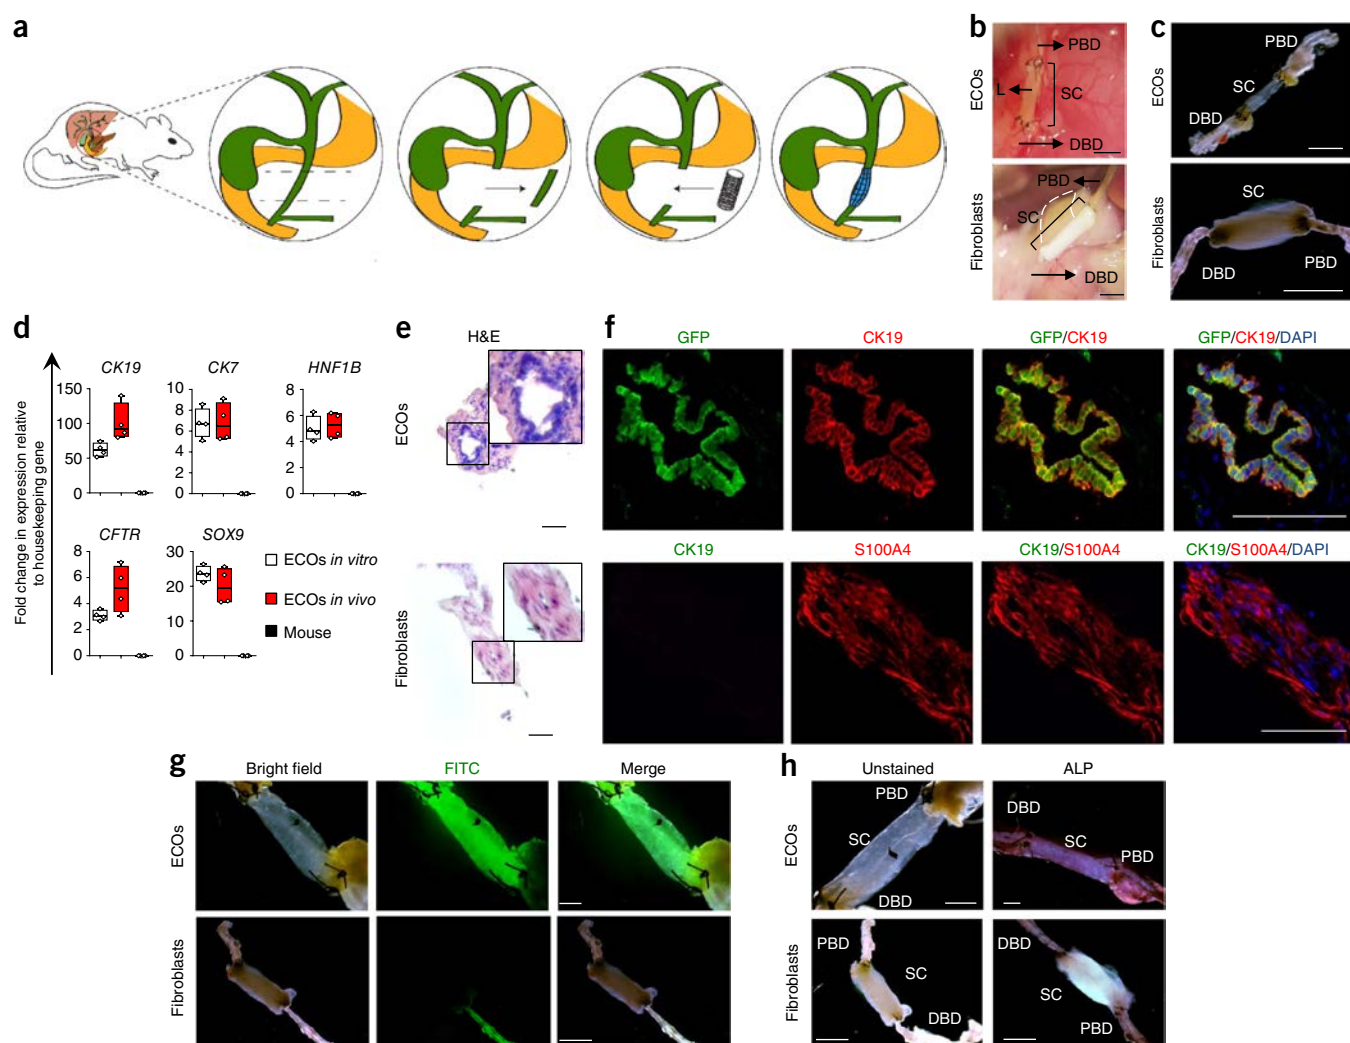 a
b
ECOs
PBD
L
SC
DBD
Fibroblasts
PBD
SC
DBD
c
ECOs
PBD
SC
DBD
Fibroblasts
SC
DBD
PBD
d
Fold change in expression relative
to housekeeping gene
CK19
150
100
50
0
CK7
10
8
6
4
2
0
HNF1B
8
6
4
2
0
CFTR
8
6
4
2
0
SOX9
30
20
10
0
ECOs in vitro
ECOs in vivo
Mouse
e
H&E
ECOs
Fibroblasts
f
GFP
CK19
GFP/CK19
GFP/CK19/DAPI
CK19
S100A4
CK19/S100A4
CK19/S100A4/DAPI
g
Bright field
FITC
Merge
ECOs
Fibroblasts
h
Unstained
ALP
ECOs
PBD
SC
DBD
DBD
SC
PBD
Fibroblasts
PBD
SC
DBD
DBD
SC
PBD